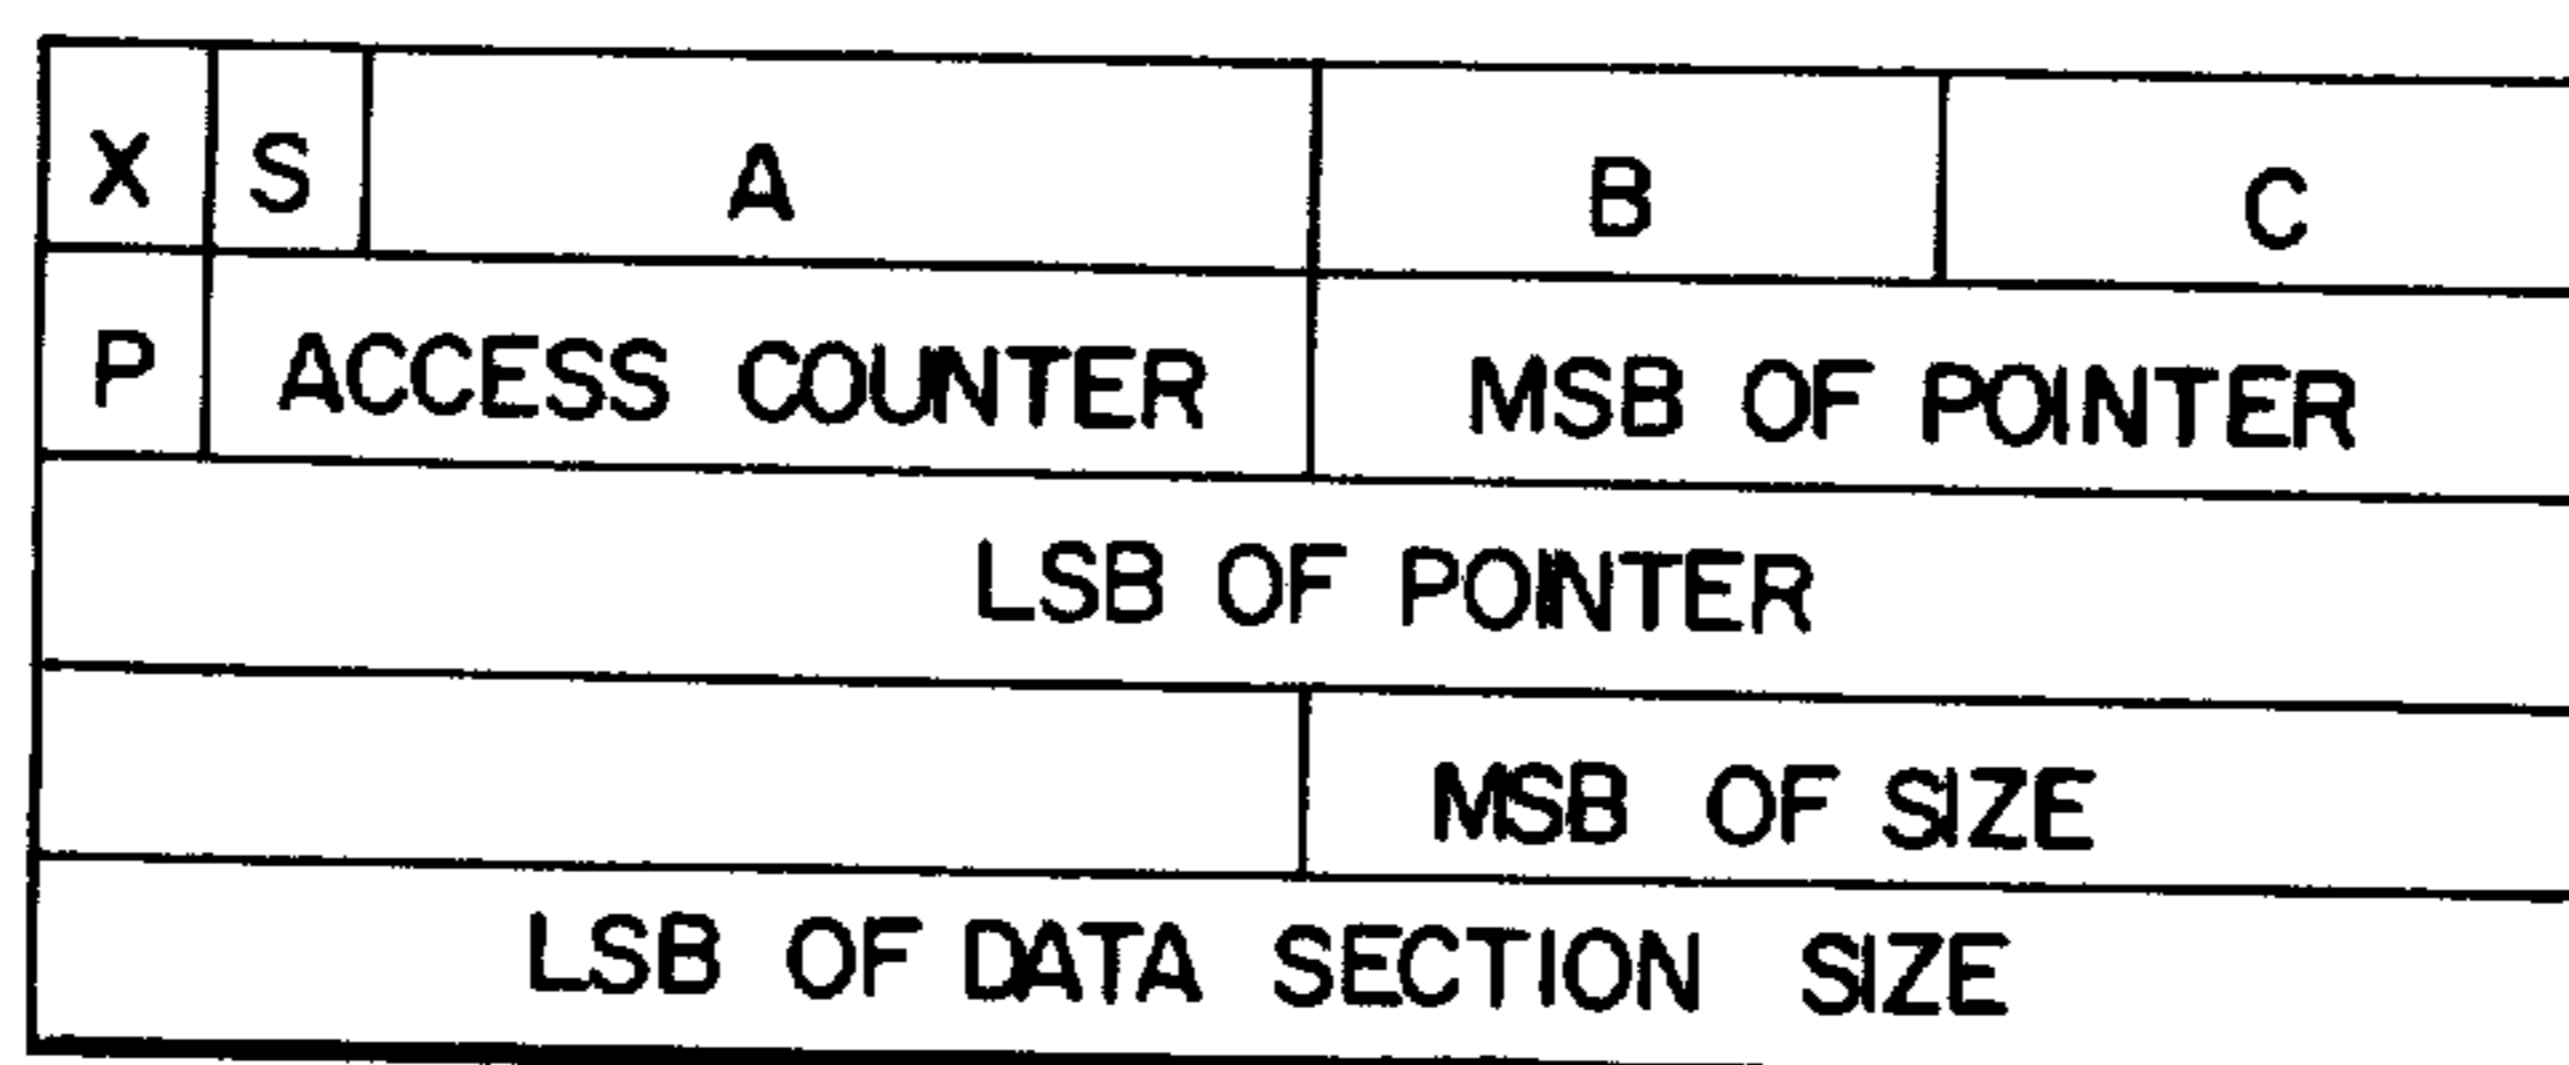 X S A B C
P ACCESS COUNTER MSB OF POINTER
LSB OF POINTER
MSB OF SIZE
LSB OF DATA SECTION SIZE